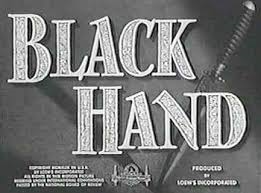 BLACK
HAND
COPYRIGHT MCMXLIX IN U.S.A.
BY LOEW'S INCORPORATED
ALL RIGHTS IN THIS MOTION PICTURE
RESERVED UNDER INTERNATIONAL CONVENTIONS
PASSED BY THE NATIONAL BOARD OF REVIEW
PRODUCED
BY
LOEW'S INCORPORATED